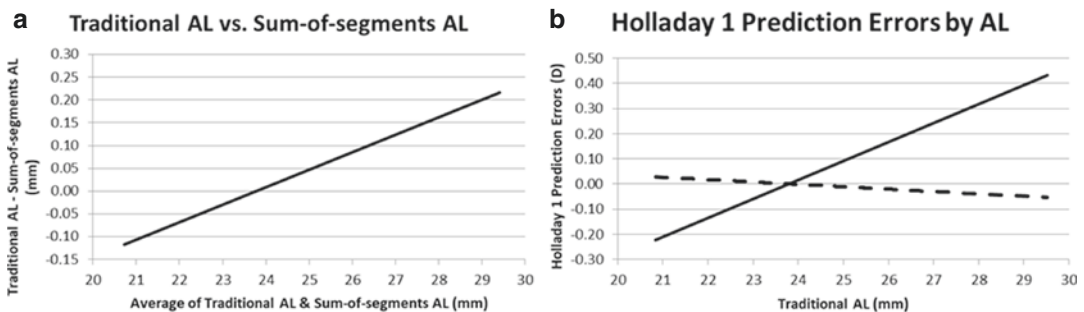 a
Traditional AL vs. Sum-of-segments AL
Traditional AL - Sum-of-segments AL
(mm)
0.30
0.25
0.20
0.15
0.10
0.05
0.00
-0.05
-0.10
-0.15
20 21 22 23 24 25 26 27 28 29 30
Average of Traditional AL & Sum-of-segments AL (mm)
b
Holladay 1 Prediction Errors by AL
Holladay 1 Prediction Errors (D)
0.50
0.40
0.30
0.20
0.10
0.00
-0.10
-0.20
-0.30
20 21 22 23 24 25 26 27 28 29 30
Traditional AL (mm)